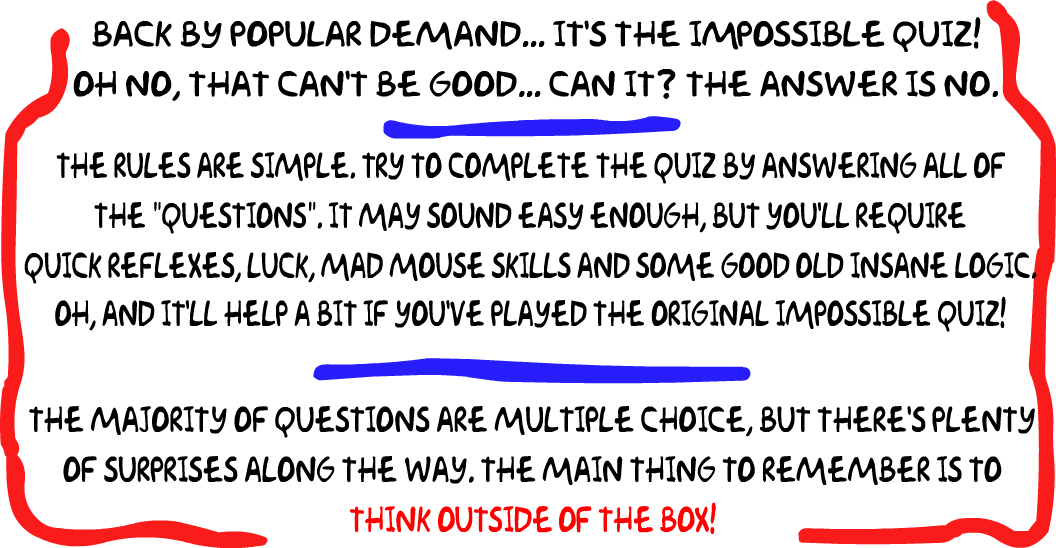 BACK BY POPULAR DEMAND... IT'S THE IMPOSSIBLE QUIZ!
OH NO, THAT CAN'T BE GOOD... CAN IT? THE ANSWER IS NO.
THE RULES ARE SIMPLE. TRY TO COMPLETE THE QUIZ BY ANSWERING ALL OF
THE "QUESTIONS". IT MAY SOUND EASY ENOUGH, BUT YOU'LL REQUIRE
QUICK REFLEXES, LUCK, MAD MOUSE SKILLS AND SOME GOOD OLD INSANE LOGIC.
OH, AND IT'LL HELP A BIT IF YOU'VE PLAYED THE ORIGINAL IMPOSSIBLE QUIZ!
THE MAJORITY OF QUESTIONS ARE MULTIPLE CHOICE, BUT THERE'S PLENTY
OF SURPRISES ALONG THE WAY. THE MAIN THING TO REMEMBER IS TO
THINK OUTSIDE OF THE BOX!